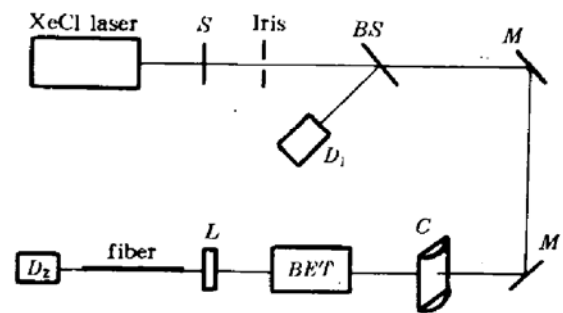 XeCl laser
S
Iris
BS
M
D₁
D₂
fiber
L
BET
C
M